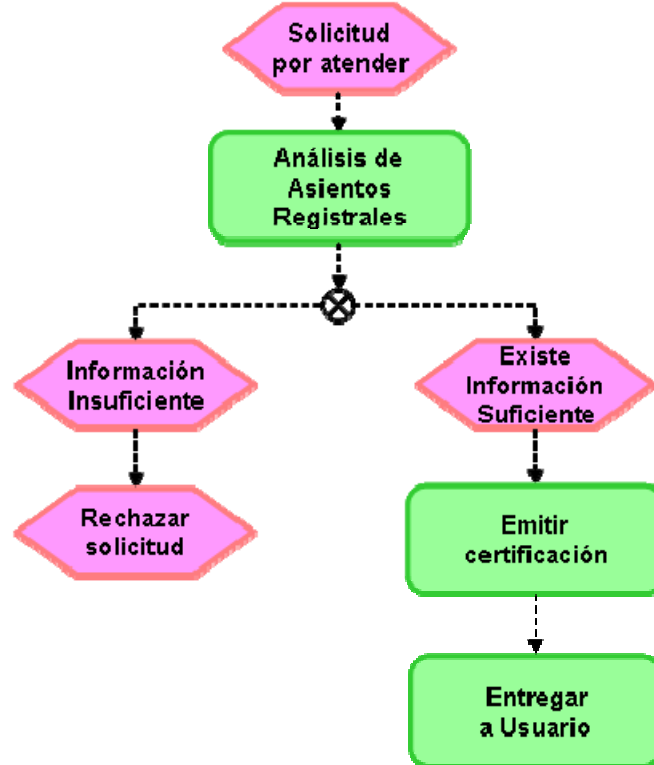 Solicitud
por atender
Análisis de
Asientos
Registrales
Información
Insuficiente
Existe
Información
Suficiente
Rechazar
solicitud
Emitir
certificación
Entregar
a Usuario